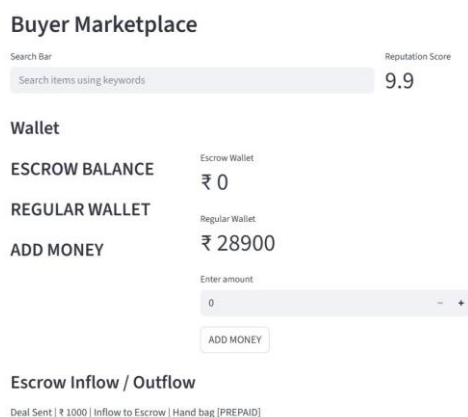 Buyer Marketplace
Search Bar
Reputation Score
Search items using keywords
9.9
Wallet
ESCROW BALANCE
Escrow Wallet
₹ 0
REGULAR WALLET
Regular Wallet
₹ 28900
ADD MONEY
Enter amount
0 − +
ADD MONEY
Escrow Inflow / Outflow
Deal Sent | ₹ 1000 | Inflow to Escrow | Hand bag [PREPAID]